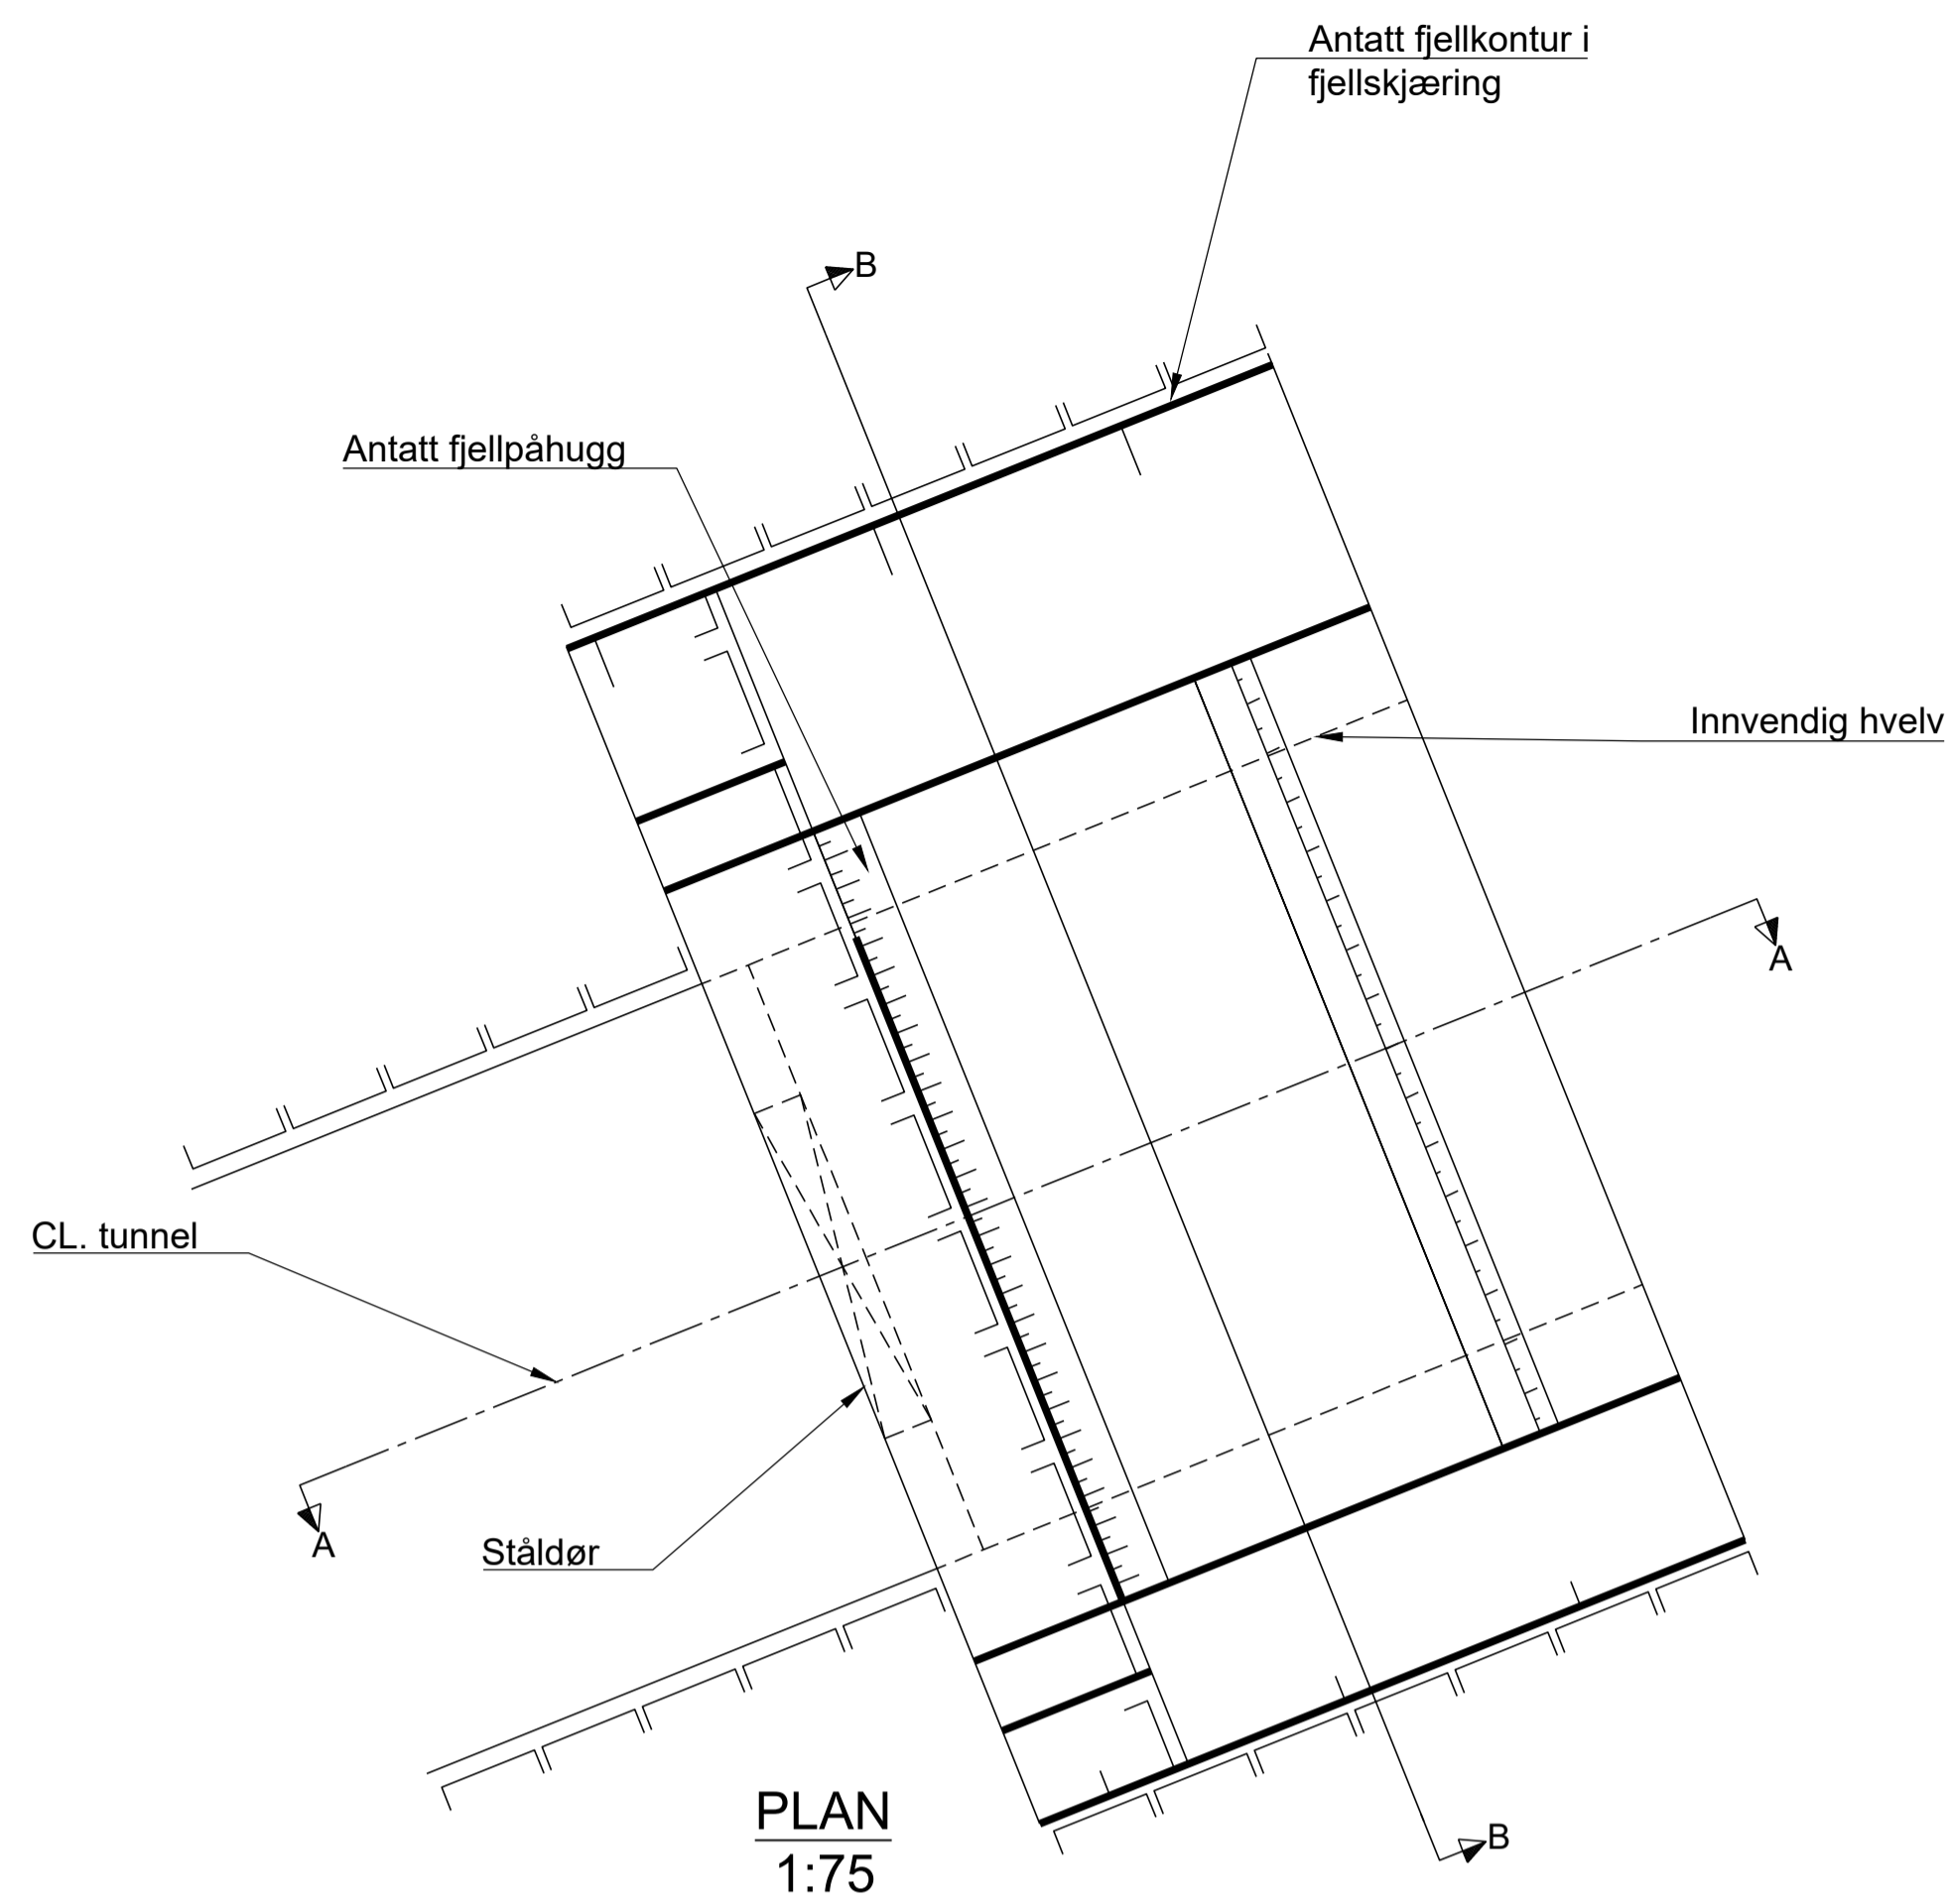 Antatt fjellkontur i
fjellskjæring
B
Antatt fjellpåhugg
Innvendig hvelv
A
CL. tunnel
A
Ståldør
PLAN
1:75
B